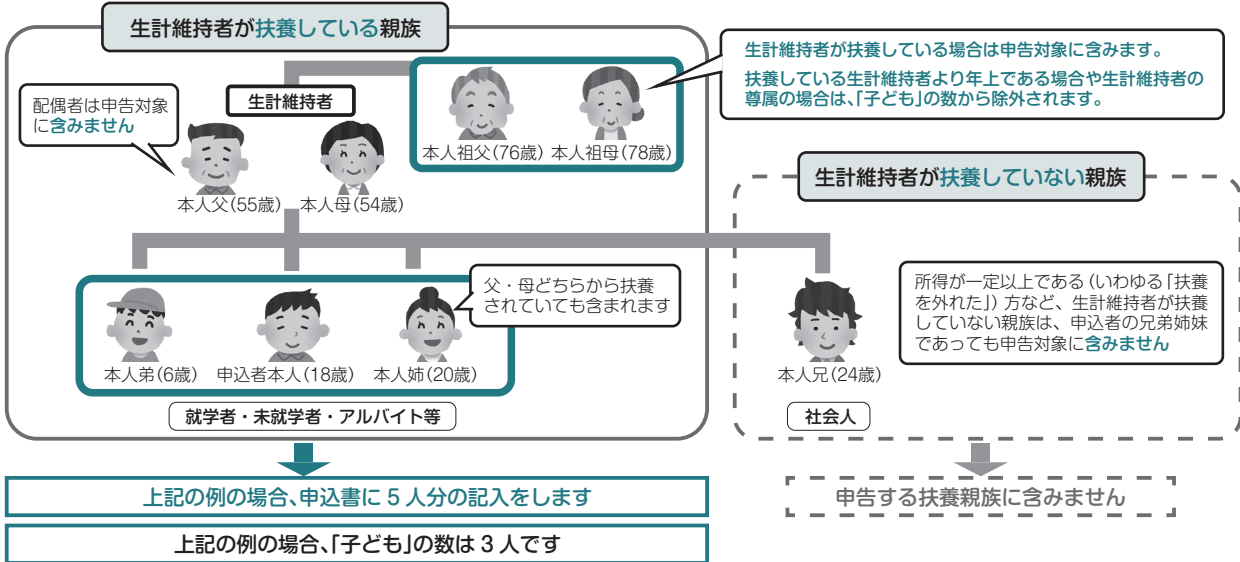 生計維持者が扶養している親族
生計維持者が扶養している場合は申告対象に含みます。
扶養している生計維持者より年上である場合や生計維持者の
尊属の場合は、「子ども」の数から除外されます。
配偶者は申告対象
に含みません
生計維持者
本人祖父(76歳) 本人祖母(78歳)
本人父(55歳) 本人母(54歳)
生計維持者が扶養していない親族
父・母どちらから扶養
されていても含まれます
所得が一定以上である(いわゆる「扶養
を外れた」)方など、生計維持者が扶養
していない親族は、申込者の兄弟姉妹
であっても申告対象に含みません
本人弟(6歳) 申込者本人(18歳) 本人姉(20歳)
本人兄(24歳)
就学者・未就学者・アルバイト等
社会人
上記の例の場合、申込書に5人分の記入をします
申告する扶養親族に含みません
上記の例の場合、「子ども」の数は3人です